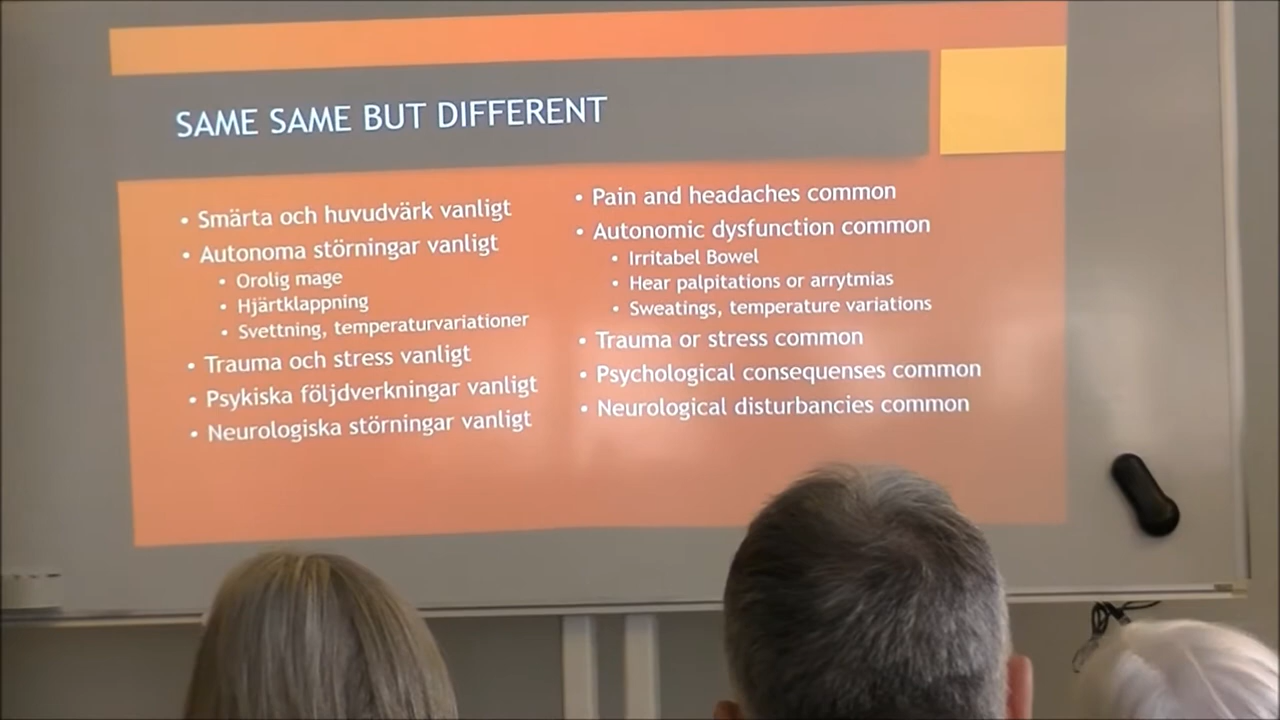 SAME SAME BUT DIFFERENT
• Smärta och huvudvärk vanligt
• Autonoma störningar vanligt
• Orolig mage
• Hjärtklappning
• Svettning, temperaturvariationer
• Trauma och stress vanligt
• Psykiska följdverkningar vanligt
• Neurologiska störningar vanligt
• Pain and headaches common
• Autonomic dysfunction common
• Irritabel Bowel
• Hear palpitations or arrytmias
• Sweatings, temperature variations
• Trauma or stress common
• Psychological consequenses common
• Neurological disturbancies common